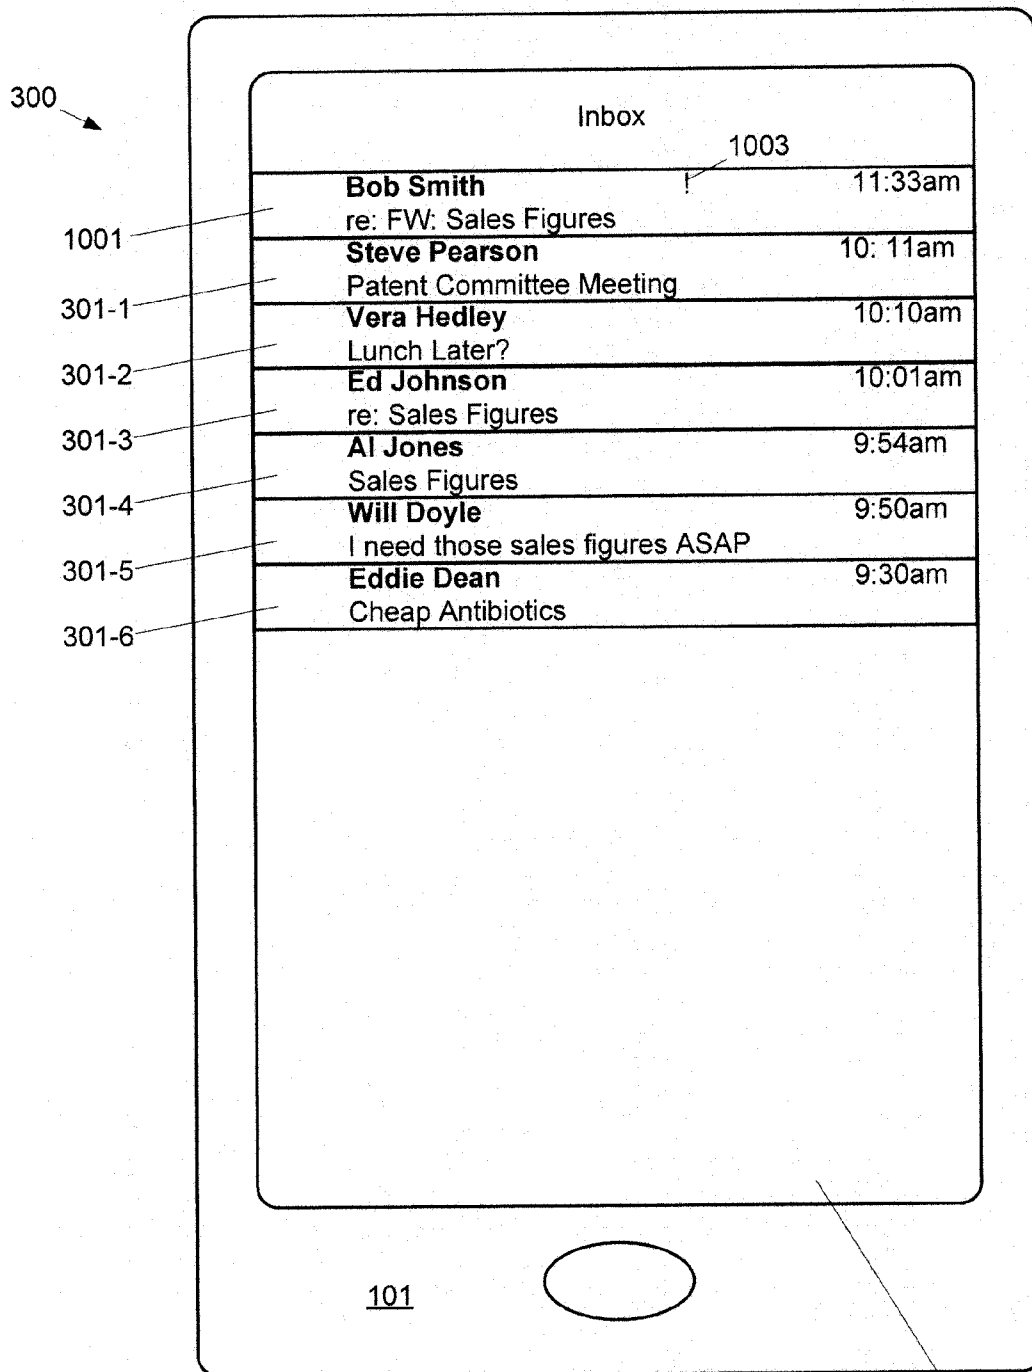 300
Inbox
1003
Bob Smith ! 11:33am
re: FW: Sales Figures
1001
Steve Pearson 10: 11am
Patent Committee Meeting
301-1
Vera Hedley 10:10am
Lunch Later?
301-2
Ed Johnson 10:01am
re: Sales Figures
301-3
Al Jones 9:54am
Sales Figures
301-4
Will Doyle 9:50am
I need those sales figures ASAP
301-5
Eddie Dean 9:30am
Cheap Antibiotics
301-6
101